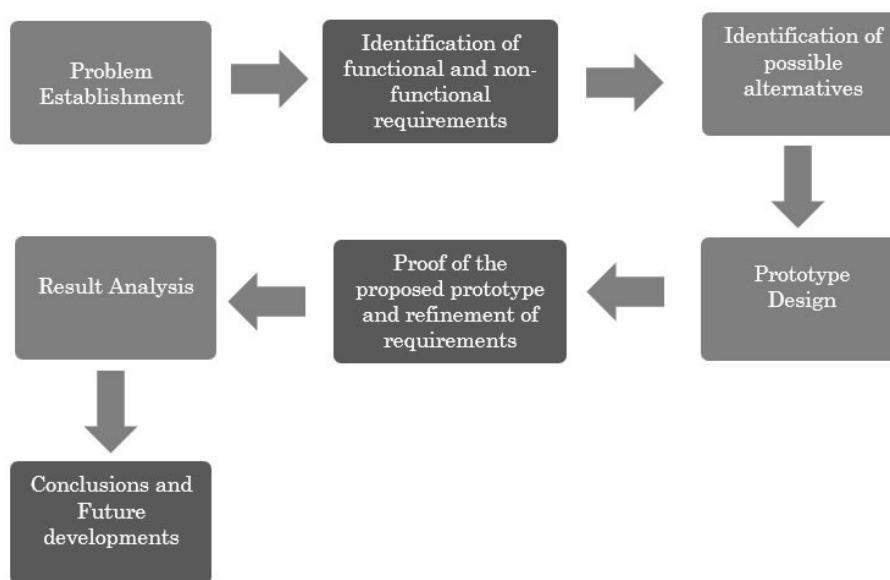 Problem
Establishment
Identification of
functional and non-
functional
requirements
Identification of
possible
alternatives
Prototype
Design
Proof of the
proposed prototype
and refinement of
requirements
Result Analysis
Conclusions and
Future
developments